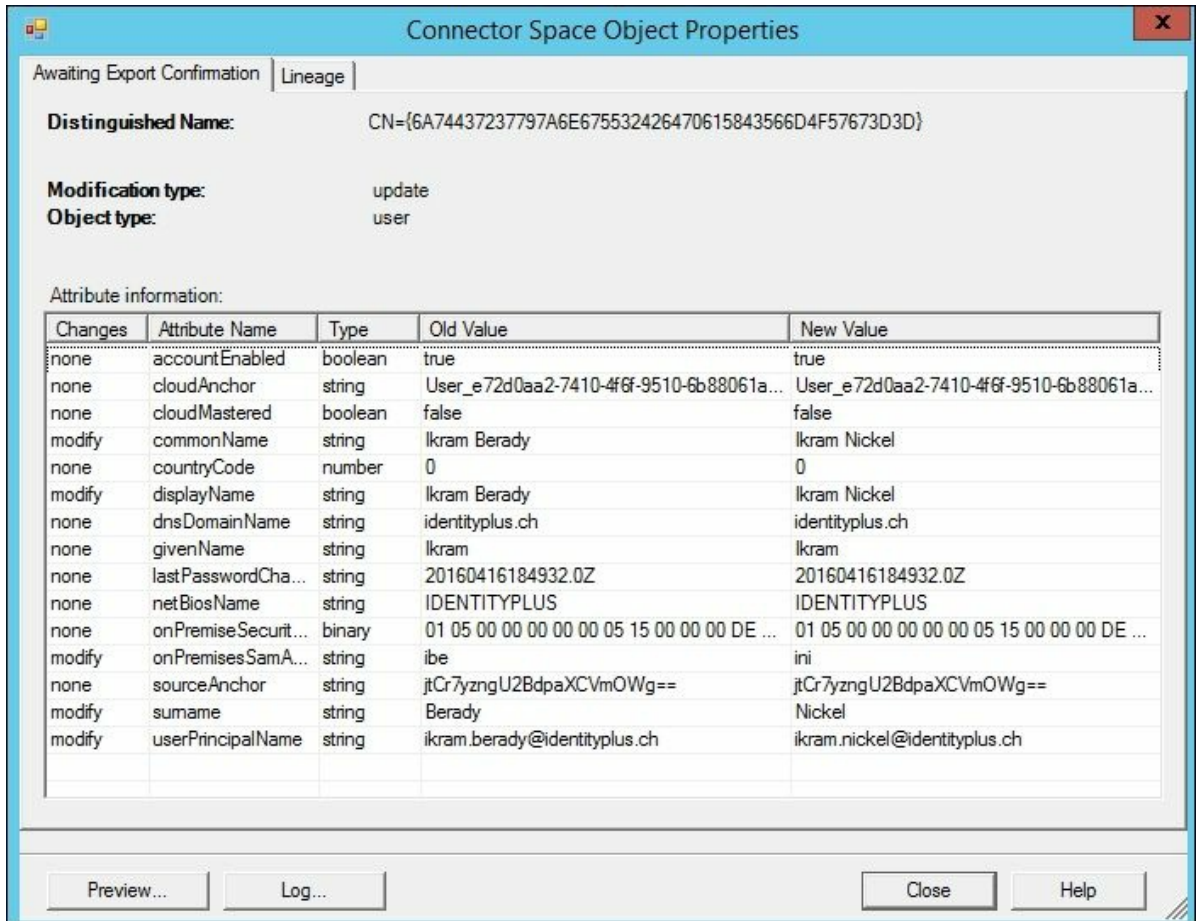 Connector Space Object Properties
x
Awaiting Export Confirmation Lineage
Distinguished Name: CN={6A74437237797A6E675532426470615843566D4F57673D3D}
Modification type: update
Object type: user
Attribute information:
Changes Attribute Name Type Old Value New Value
none accountEnabled boolean true true
none cloudAnchor string User_e72d0aa2-7410-4f6f-9510-6b88061a... User_e72d0aa2-7410-4f6f-9510-6b88061a...
none cloudMastered boolean false false
modify commonName string Ikram Berady Ikram Nickel
none countryCode number 0 0
modify displayName string Ikram Berady Ikram Nickel
none dnsDomainName string identityplus.ch identityplus.ch
none givenName string Ikram Ikram
none lastPasswordCha... string 20160416184932.0Z 20160416184932.0Z
none netBiosName string IDENTITYPLUS IDENTITYPLUS
none onPremiseSecurit... binary 01 05 00 00 00 00 00 05 15 00 00 00 DE ... 01 05 00 00 00 00 00 05 15 00 00 00 DE ...
modify onPremisesSamA... string ibe ini
none sourceAnchor string jtCr7yzngU2BdpaXCVmOWg== jtCr7yzngU2BdpaXCVmOWg==
modify surname string Berady Nickel
modify userPrincipalName string ikram.berady@identityplus.ch ikram.nickel@identityplus.ch
Preview... Log... Close Help